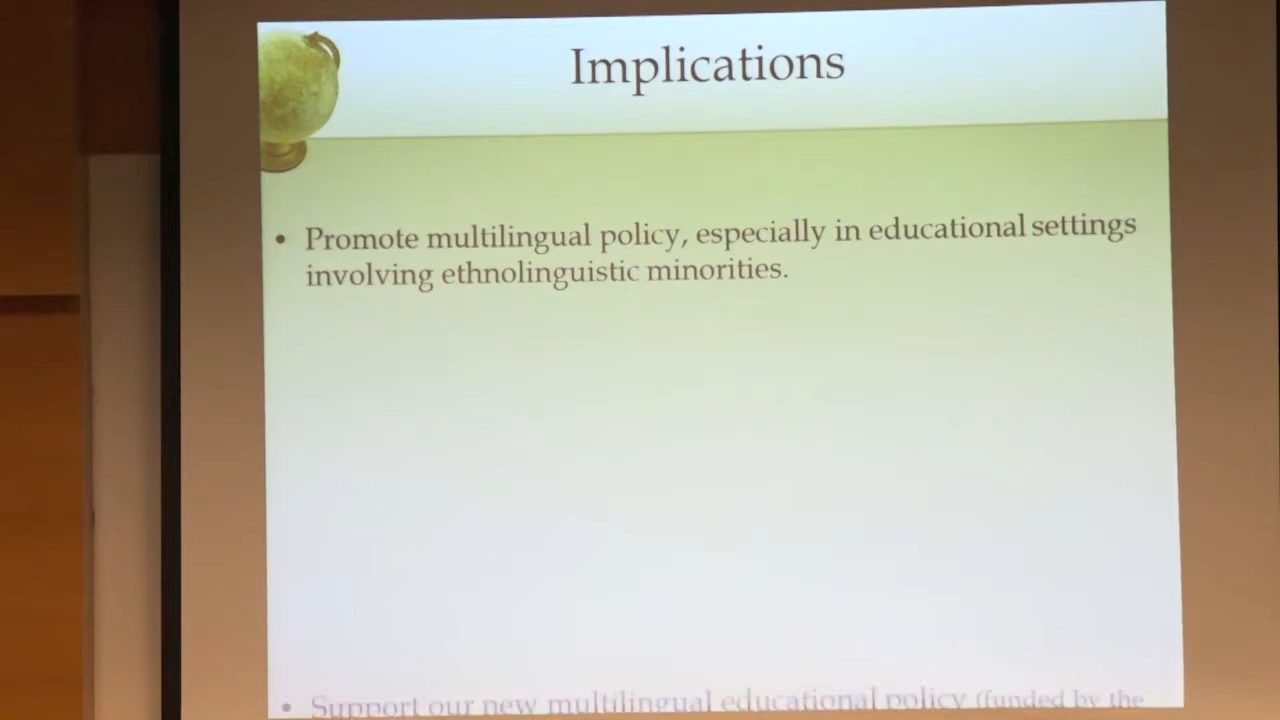 Implications
• Promote multilingual policy, especially in educational settings
involving ethnolinguistic minorities.
• Support our new multilingual educational policy (funded by the